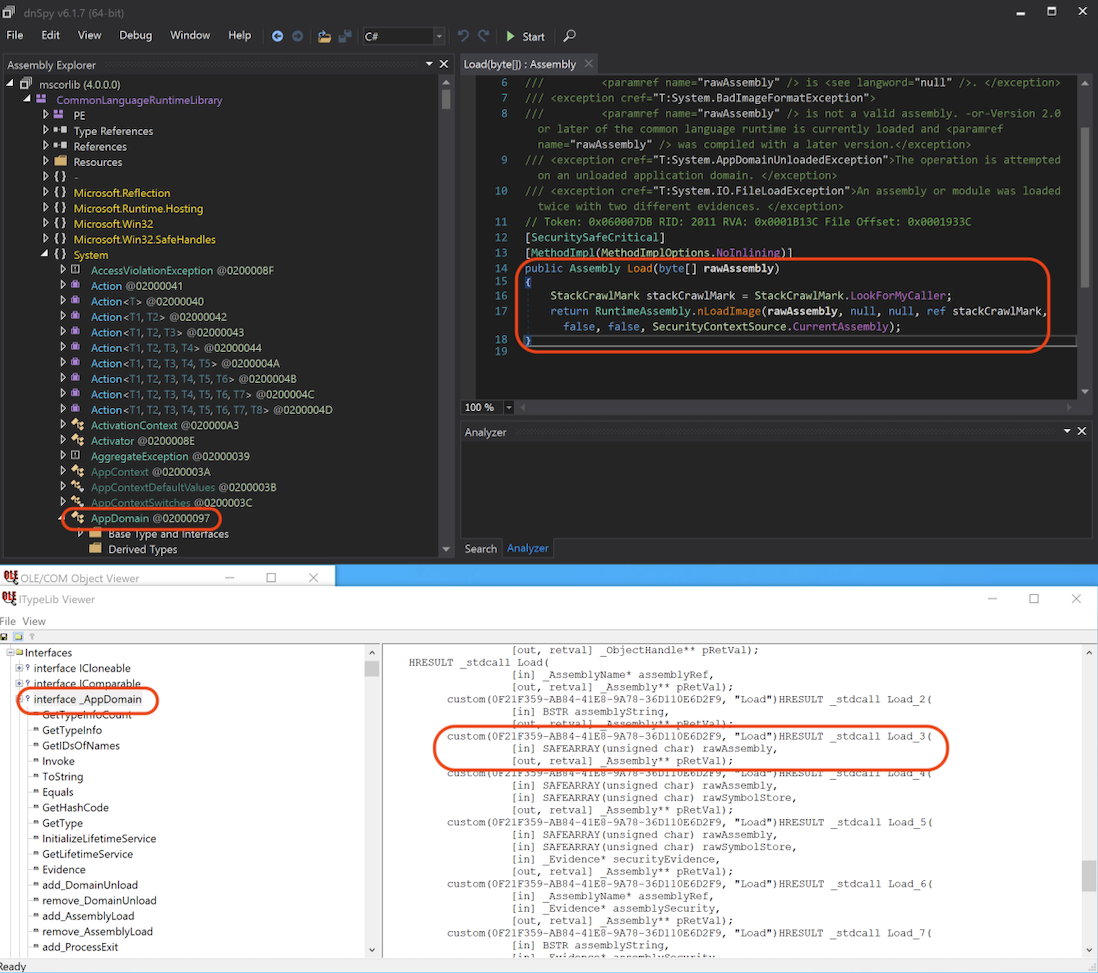 dnSpy v6.1.7 (64-bit)
File Edit View Debug Window Help C# Start
Assembly Explorer
mscorlib (4.0.0.0)
CommonLanguageRuntimeLibrary
PE
Type References
References
Resources
{ } -
{ } Microsoft.Reflection
{ } Microsoft.Runtime.Hosting
{ } Microsoft.Win32
{ } Microsoft.Win32.SafeHandles
{ } System
AccessViolationException @0200008F
Action @02000041
Action<T> @02000040
Action<T1, T2> @02000042
Action<T1, T2, T3> @02000043
Action<T1, T2, T3, T4> @02000044
Action<T1, T2, T3, T4, T5> @0200004A
Action<T1, T2, T3, T4, T5, T6> @0200004B
Action<T1, T2, T3, T4, T5, T6, T7> @0200004C
Action<T1, T2, T3, T4, T5, T6, T7, T8> @0200004D
ActivationContext @020000A3
Activator @0200008E
AggregateException @02000039
AppContext @0200003A
AppContextDefaultValues @0200003B
AppContextSwitches @0200003C
AppDomain @02000097
Base Type and Interfaces
Derived Types
Load(byte[]) : Assembly
6 /// <paramref name="rawAssembly" /> is <see langword="null" />. </exception>
7 /// <exception cref="T:System.BadImageFormatException">
8 /// <paramref name="rawAssembly" /> is not a valid assembly. -or-Version 2.0
or later of the common language runtime is currently loaded and <paramref
name="rawAssembly" /> was compiled with a later version.</exception>
9 /// <exception cref="T:System.AppDomainUnloadedException">The operation is attempted
on an unloaded application domain. </exception>
10 /// <exception cref="T:System.IO.FileLoadException">An assembly or module was loaded
twice with two different evidences. </exception>
11 // Token: 0x060007DB RID: 2011 RVA: 0x0001B13C File Offset: 0x0001933C
12 [SecuritySafeCritical]
13 [MethodImpl(MethodImplOptions.NoInlining)]
14 public Assembly Load(byte[] rawAssembly)
15 {
16 StackCrawlMark stackCrawlMark = StackCrawlMark.LookForMyCaller;
17 return RuntimeAssembly.nLoadImage(rawAssembly, null, null, ref stackCrawlMark,
false, false, SecurityContextSource.CurrentAssembly);
18 }
19
100 %
Analyzer
Search Analyzer
OLE/COM Object Viewer
ITypeLib Viewer
File View
Interfaces
interface ICloneable
interface IComparable
interface _AppDomain
GetTypeInfoCount
GetTypeInfo
GetIDsOfNames
Invoke
ToString
Equals
GetHashCode
GetType
InitializeLifetimeService
GetLifetimeService
Evidence
add_DomainUnload
remove_DomainUnload
add_AssemblyLoad
remove_AssemblyLoad
add_ProcessExit
[out, retval] _ObjectHandle** pRetVal);
HRESULT _stdcall Load(
[in] _AssemblyName* assemblyRef,
[out, retval] _Assembly** pRetVal);
custom(0F21F359-AB84-41E8-9A78-36D110E6D2F9, "Load")HRESULT _stdcall Load_2(
[in] BSTR assemblyString,
[out, retval] _Assembly** pRetVal);
custom(0F21F359-AB84-41E8-9A78-36D110E6D2F9, "Load")HRESULT _stdcall Load_3(
[in] SAFEARRAY(unsigned char) rawAssembly,
[out, retval] _Assembly** pRetVal);
custom(0F21F359-AB84-41E8-9A78-36D110E6D2F9, "Load")HRESULT _stdcall Load_4(
[in] SAFEARRAY(unsigned char) rawAssembly,
[in] SAFEARRAY(unsigned char) rawSymbolStore,
[out, retval] _Assembly** pRetVal);
custom(0F21F359-AB84-41E8-9A78-36D110E6D2F9, "Load")HRESULT _stdcall Load_5(
[in] SAFEARRAY(unsigned char) rawAssembly,
[in] SAFEARRAY(unsigned char) rawSymbolStore,
[in] _Evidence* securityEvidence,
[out, retval] _Assembly** pRetVal);
custom(0F21F359-AB84-41E8-9A78-36D110E6D2F9, "Load")HRESULT _stdcall Load_6(
[in] _AssemblyName* assemblyRef,
[in] _Evidence* assemblySecurity,
[out, retval] _Assembly** pRetVal);
custom(0F21F359-AB84-41E8-9A78-36D110E6D2F9, "Load")HRESULT _stdcall Load_7(
[in] BSTR assemblyString,
[in] _Evidence* assemblySecurity,
Ready